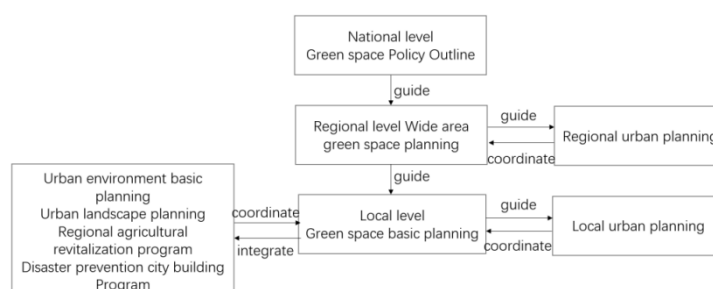 National level
Green space Policy Outline
guide
Regional level Wide area
green space planning
guide
coordinate
Regional urban planning
guide
Urban environment basic
planning
Urban landscape planning
Regional agricultural
revitalization program
Disaster prevention city building
Program
coordinate
integrate
Local level
Green space basic planning
guide
coordinate
Local urban planning